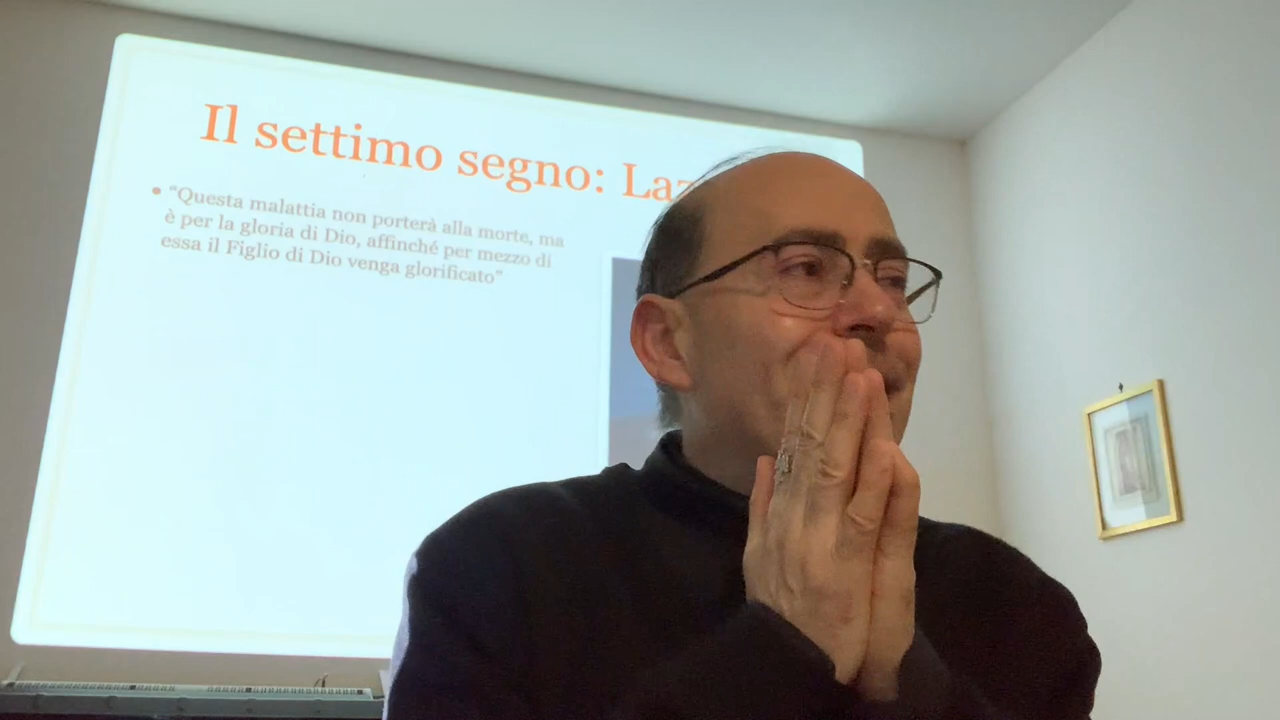 Il settimo segno: Laz
• “Questa malattia non porterà alla morte, ma
è per la gloria di Dio, affinché per mezzo di
essa il Figlio di Dio venga glorificato”